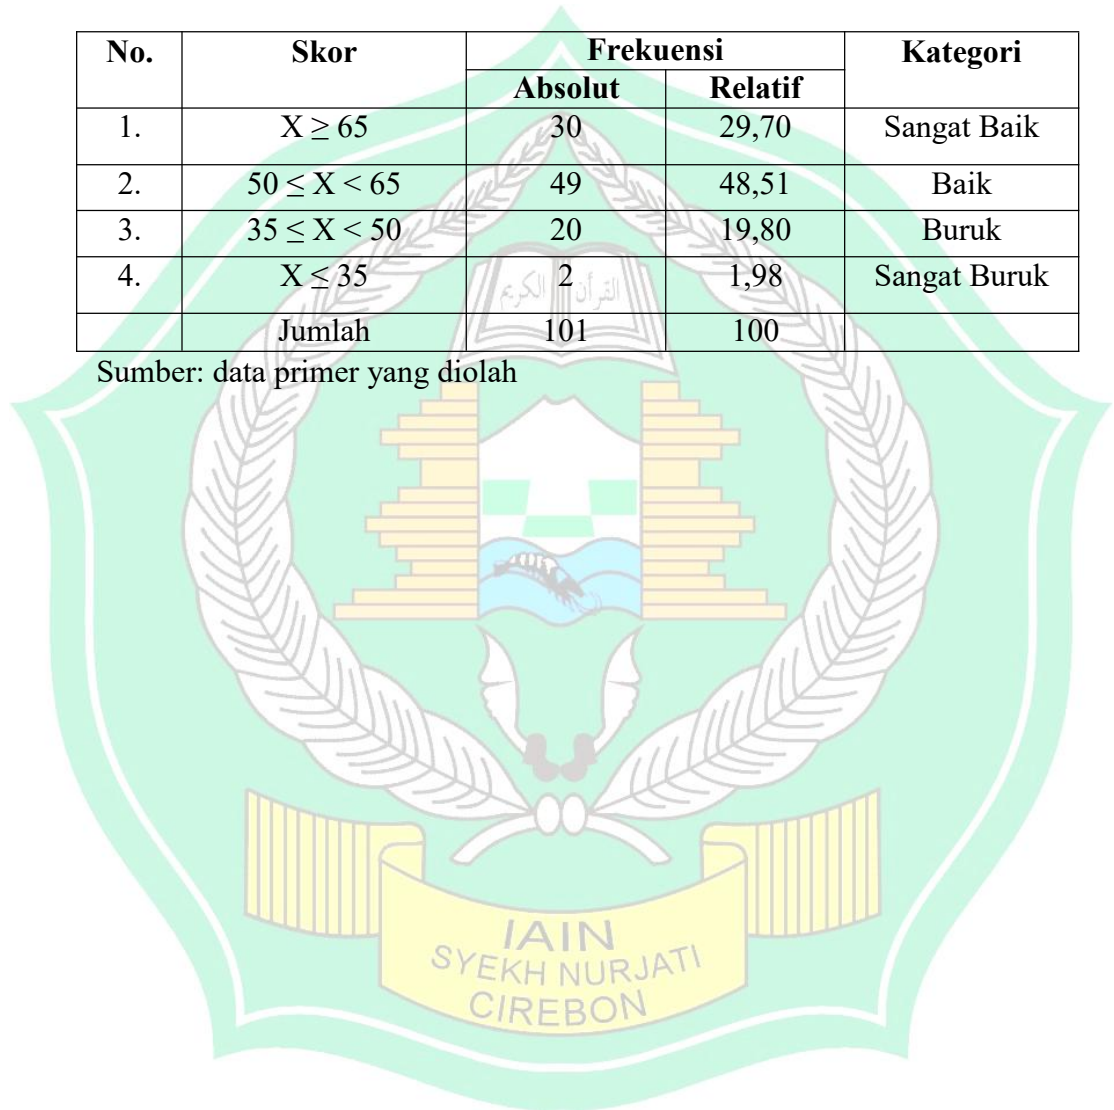 No. Skor Frekuensi Kategori
Absolut Relatif
1. X ≥ 65 30 29,70 Sangat Baik
2. 50 ≤ X < 65 49 48,51 Baik
3. 35 ≤ X < 50 20 19,80 Buruk
4. X ≤ 35 2 1,98 Sangat Buruk
القرآن الكريم
Jumlah 101 100
Sumber: data primer yang diolah
IAIN
SYEKH NURJATI
CIREBON